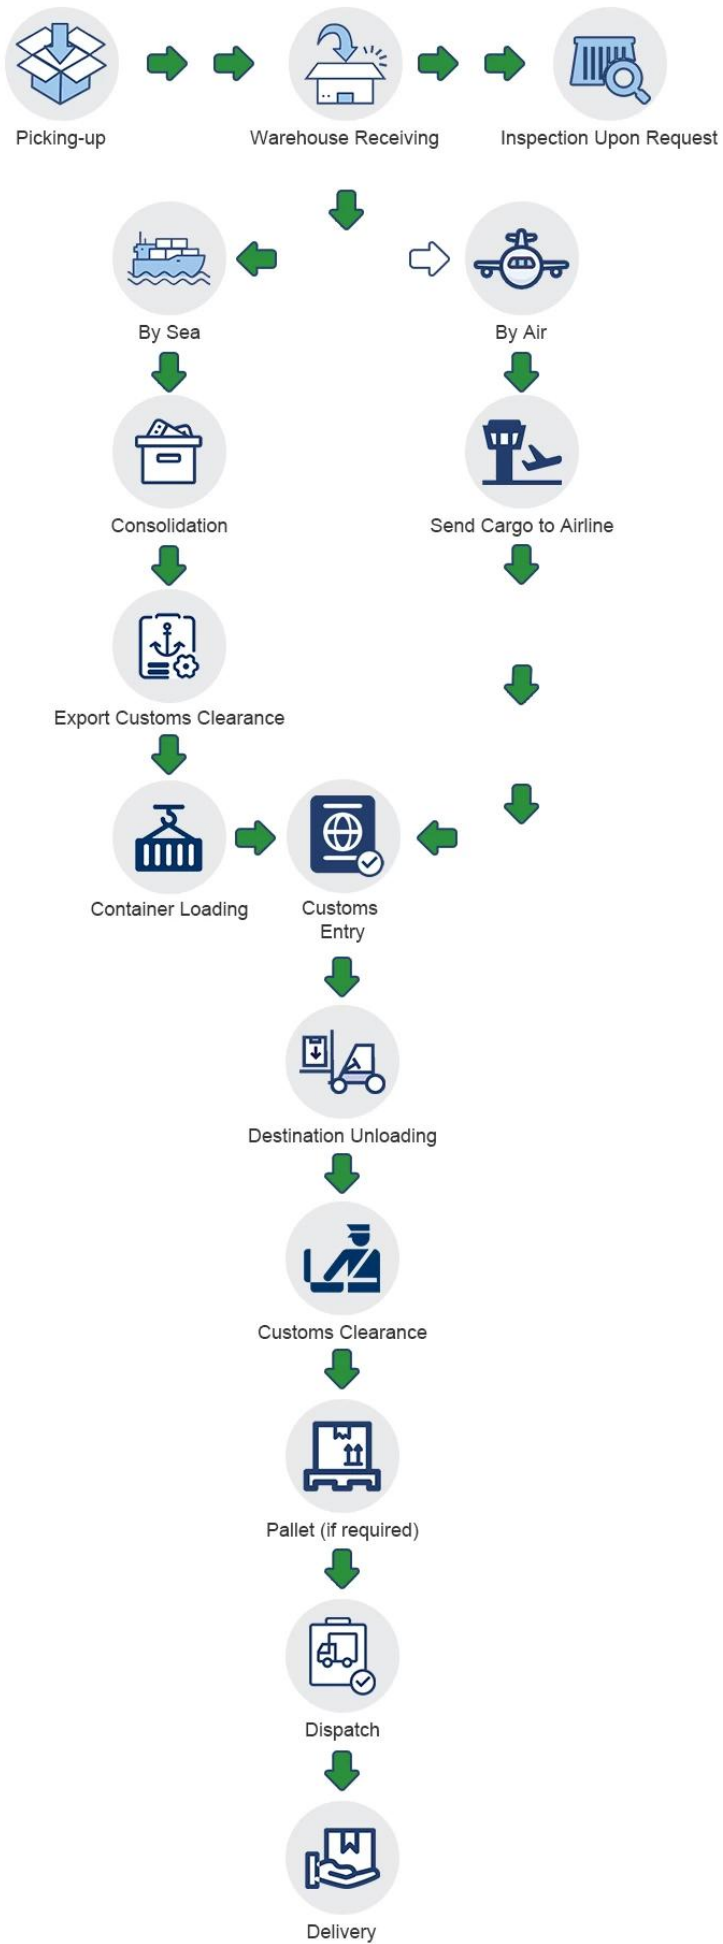 Picking-up
Warehouse Receiving
Inspection Upon Request
By Sea
By Air
Consolidation
Send Cargo to Airline
Export Customs Clearance
Container Loading
Customs
Entry
Destination Unloading
Customs Clearance
Pallet (if required)
Dispatch
Delivery